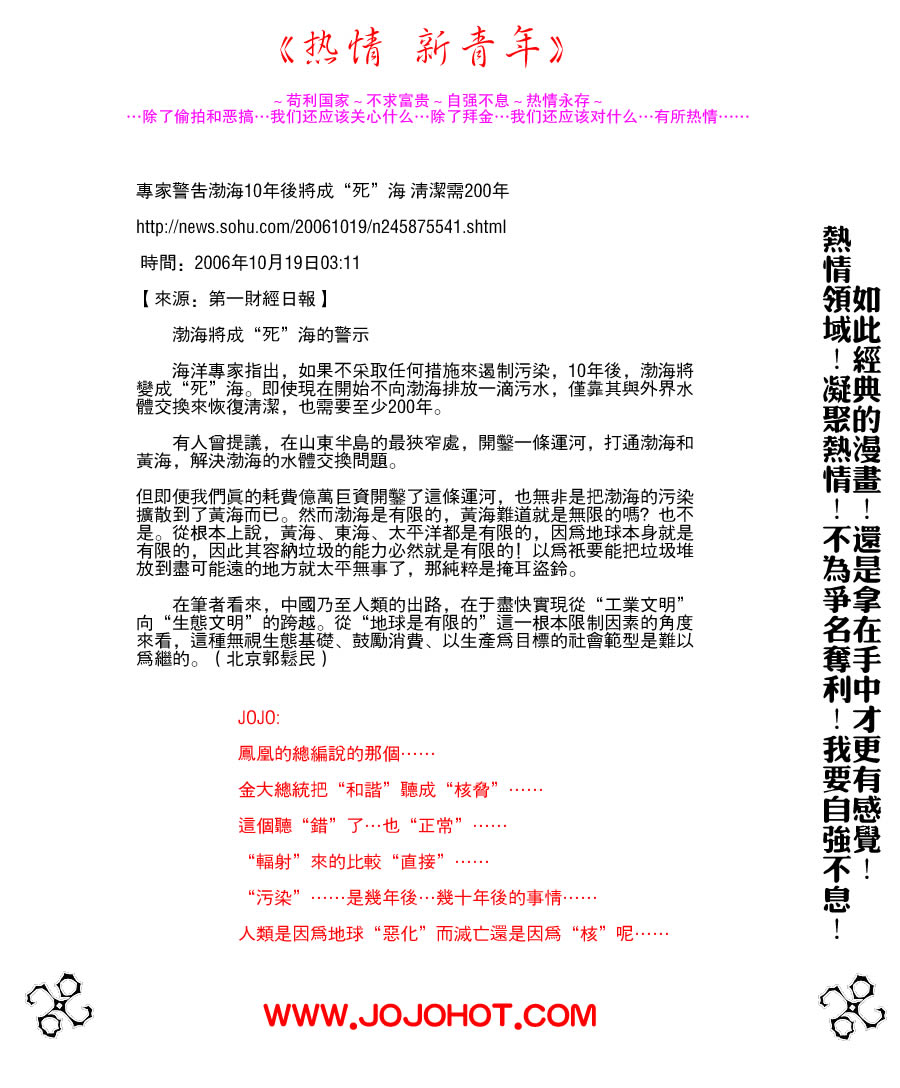 《热情 新青年》
~苟利国家~不求富贵~自强不息~热情永存~
…除了偷拍和恶搞…我们还应该关心什么…除了拜金…我们还应该对什么…有所热情……
專家警告渤海10年後將成“死”海 清潔需200年
http://news.sohu.com/20061019/n245875541.shtml
時間：2006年10月19日03:11
【來源：第一財經日報】
渤海將成“死”海的警示
海洋專家指出，如果不采取任何措施來遏制污染，10年後，渤海將
變成“死”海。即使現在開始不向渤海排放一滴污水，僅靠其與外界水
體交換來恢復清潔，也需要至少200年。
有人曾提議，在山東半島的最狹窄處，開鑿一條運河，打通渤海和
黃海，解決渤海的水體交換問題。
但即便我們真的耗費億萬巨資開鑿了這條運河，也無非是把渤海的污染
擴散到了黃海而已。然而渤海是有限的，黃海難道就是無限的嗎？也不
是。從根本上說，黃海、東海、太平洋都是有限的，因爲地球本身就是
有限的，因此其容納垃圾的能力必然就是有限的！以爲衹要能把垃圾堆
放到盡可能遠的地方就太平無事了，那純粹是掩耳盜鈴。
在筆者看來，中國乃至人類的出路，在于盡快實現從“工業文明”
向“生態文明”的跨越。從“地球是有限的”這一根本限制因素的角度
來看，這種無視生態基礎、鼓勵消費、以生產爲目標的社會範型是難以
爲繼的。（北京郭鬆民）
JOJO:
鳳凰的總編說的那個……
金大總統把“和諧”聽成“核脅”……
這個聽“錯”了…也“正常”……
“輻射”來的比較“直接”……
“污染”……是幾年後…幾十年後的事情……
人類是因爲地球“惡化”而滅亡還是因爲“核”呢……
如此經典的漫畫！還是拿在手中才更有感覺！
熱情領域！凝聚熱情！不為爭名奪利！我要自強不息！
WWW.JOJOHOT.COM